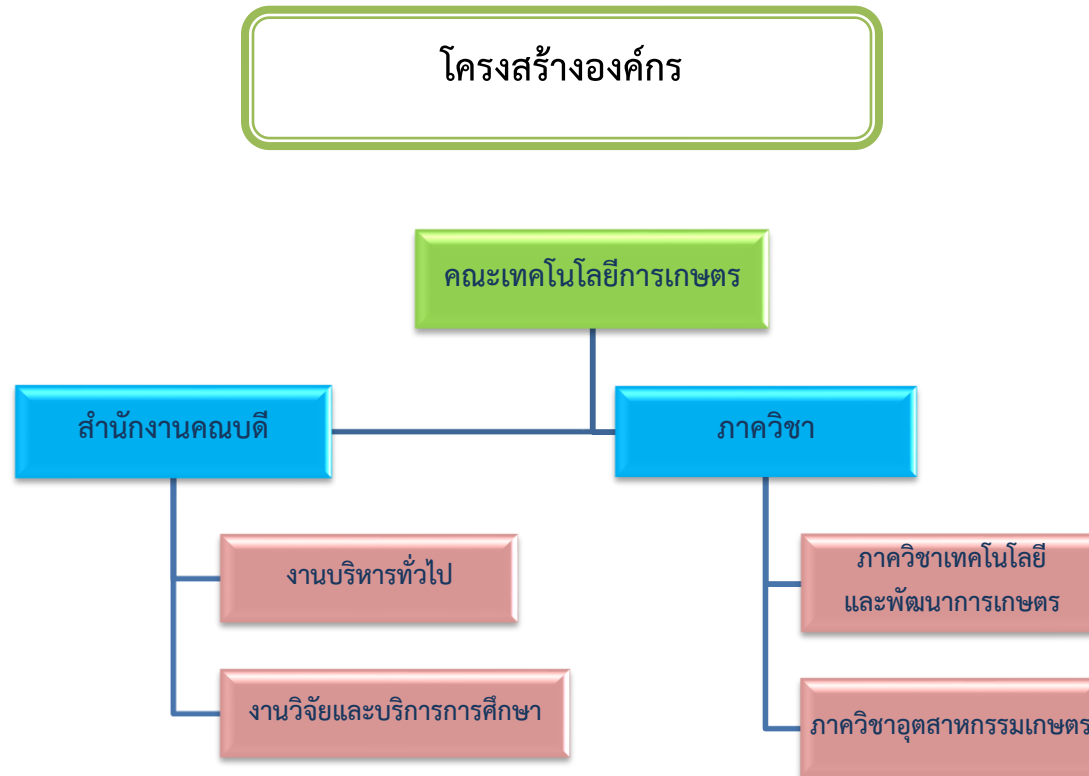 โครงสร้างองค์กร
คณะเทคโนโลยีการเกษตร
สำนักงานคณบดี
ภาควิชา
งานบริหารทั่วไป
ภาควิชาเทคโนโลยี
และพัฒนาการเกษตร
งานวิจัยและบริการการศึกษา
ภาควิชาอุตสาหกรรมเกษตร